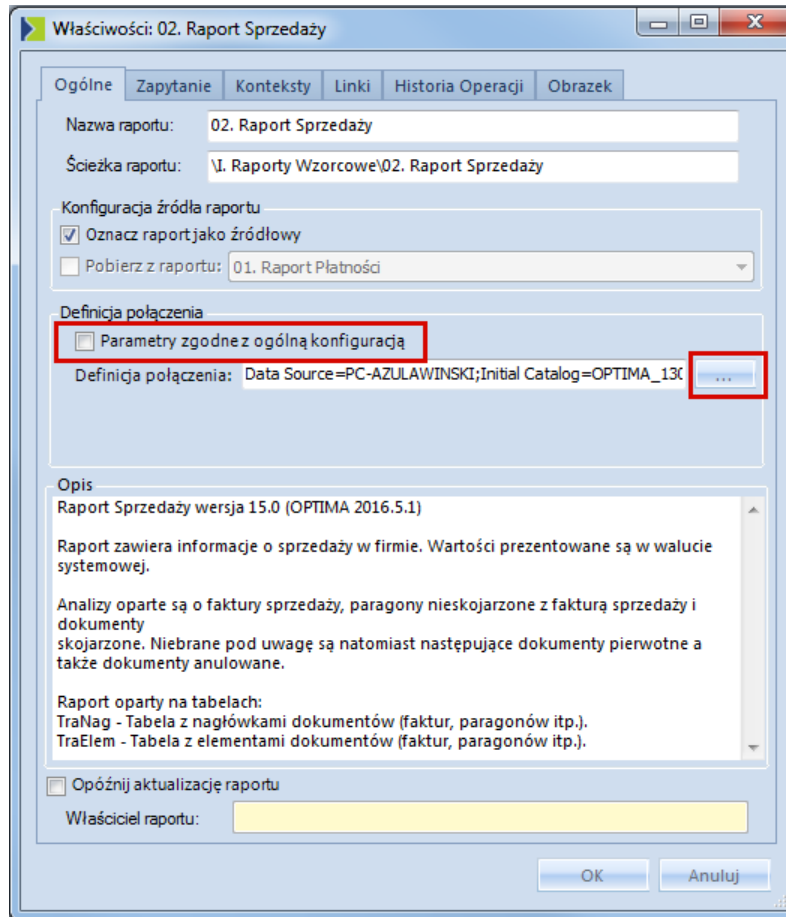 Właściwości: 02. Raport Sprzedaży
Ogólne Zapytanie Konteksty Linki Historia Operacji Obrazek
Nazwa raportu: 02. Raport Sprzedaży
Ścieżka raportu: \I. Raporty Wzorcowe\02. Raport Sprzedaży
Konfiguracja źródła raportu
Oznacz raport jako źródłowy
Pobierz z raportu: 01. Raport Płatności
Definicja połączenia
Parametry zgodne z ogólną konfiguracją
Definicja połączenia: Data Source=PC-AZULAWINSKI;Initial Catalog=OPTIMA_130 ...
Opis
Raport Sprzedaży wersja 15.0 (OPTIMA 2016.5.1)
Raport zawiera informacje o sprzedaży w firmie. Wartości prezentowane są w walucie
systemowej.
Analizy oparte są o faktury sprzedaży, paragony nieskojarzone z fakturą sprzedaży i
dokumenty
skojarzone. Niebrane pod uwagę są natomiast następujące dokumenty pierwotne a
także dokumenty anulowane.
Raport oparty na tabelach:
TraNag - Tabela z nagłówkami dokumentów (faktur, paragonów itp.).
TraElem - Tabela z elementami dokumentów (faktur, paragonów itp.).
Opóźnij aktualizację raportu
Właściciel raportu:
OK Anuluj